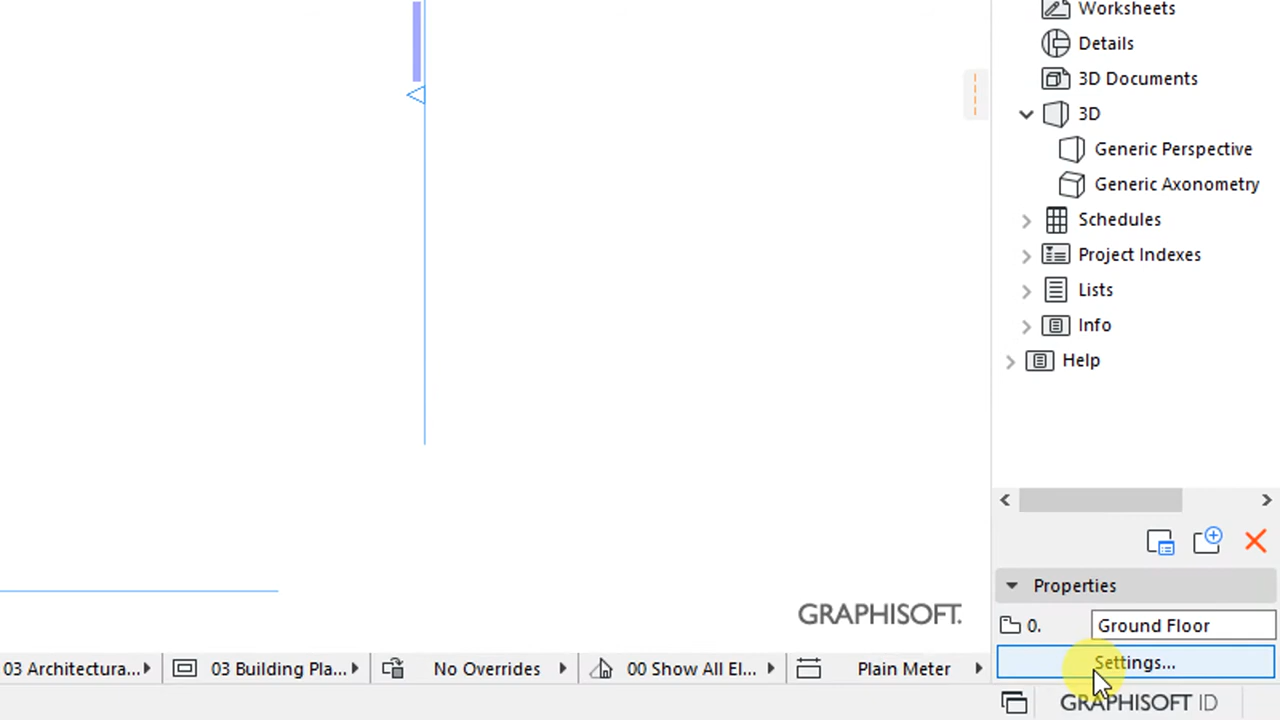 Worksheets
Details
3D Documents
3D
Generic Perspective
Generic Axonometry
Schedules
Project Indexes
Lists
Info
Help
Properties
0. Ground Floor
Settings...
GRAPHISOFT.
03 Architectura... 03 Building Pla... No Overrides 00 Show All El... Plain Meter
GRAPHISOFT ID